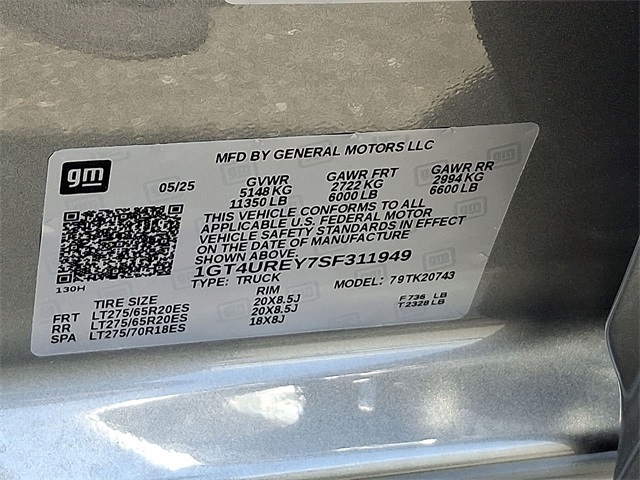 gm
MFD BY GENERAL MOTORS LLC
05/25 GVWR GAWR FRT GAWR RR
5148 KG 2722 KG 2994 KG
11350 LB 6000 LB 6600 LB
THIS VEHICLE CONFORMS TO ALL
APPLICABLE U.S. FEDERAL MOTOR
VEHICLE SAFETY STANDARDS IN EFFECT
ON THE DATE OF MANUFACTURE
SHOWN ABOVE.
1GT4UREY7SF311949
130H TYPE: TRUCK MODEL: 79TK20743
TIRE SIZE RIM
FRT LT275/65R20ES 20X8.5J F 736 LB
RR LT275/65R20ES 20X8.5J T 2328 LB
SPA LT275/70R18ES 18X8J